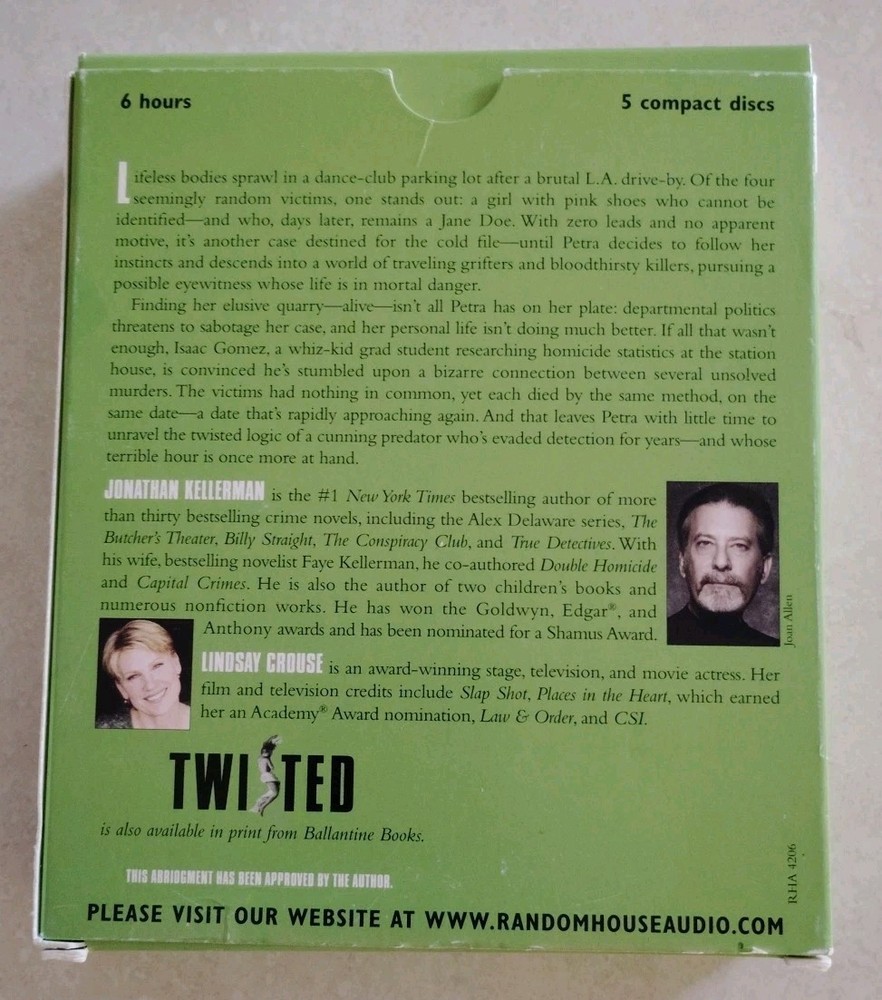 6 hours
5 compact discs
Lifeless bodies sprawl in a dance-club parking lot after a brutal L.A. drive-by. Of the four
seemingly random victims, one stands out: a girl with pink shoes who cannot be
identified—and who, days later, remains a Jane Doe. With zero leads and no apparent
motive, it's another case destined for the cold file—until Petra decides to follow her
instincts and descends into a world of traveling grifters and bloodthirsty killers, pursuing a
possible eyewitness whose life is in mortal danger.
Finding her elusive quarry—alive—isn't all Petra has on her plate: departmental politics
threatens to sabotage her case, and her personal life isn't doing much better. If all that wasn't
enough, Isaac Gomez, a whiz-kid grad student researching homicide statistics at the station
house, is convinced he's stumbled upon a bizarre connection between several unsolved
murders. The victims had nothing in common, yet each died by the same method, on the
same date—a date that's rapidly approaching again. And that leaves Petra with little time to
unravel the twisted logic of a cunning predator who's evaded detection for years—and whose
terrible hour is once more at hand.
JONATHAN KELLERMAN is the #1 New York Times bestselling author of more
than thirty bestselling crime novels, including the Alex Delaware series, The
Butcher's Theater, Billy Straight, The Conspiracy Club, and True Detectives. With
his wife, bestselling novelist Faye Kellerman, he co-authored Double Homicide
and Capital Crimes. He is also the author of two children's books and
numerous nonfiction works. He has won the Goldwyn, Edgar®, and
Anthony awards and has been nominated for a Shamus Award.
Joan Allen
LINDSAY CROUSE is an award-winning stage, television, and movie actress. Her
film and television credits include Slap Shot, Places in the Heart, which earned
her an Academy® Award nomination, Law & Order, and CSI.
TWISTED
is also available in print from Ballantine Books.
THIS ABRIDGMENT HAS BEEN APPROVED BY THE AUTHOR.
RHA 4206
PLEASE VISIT OUR WEBSITE AT WWW.RANDOMHOUSEAUDIO.COM